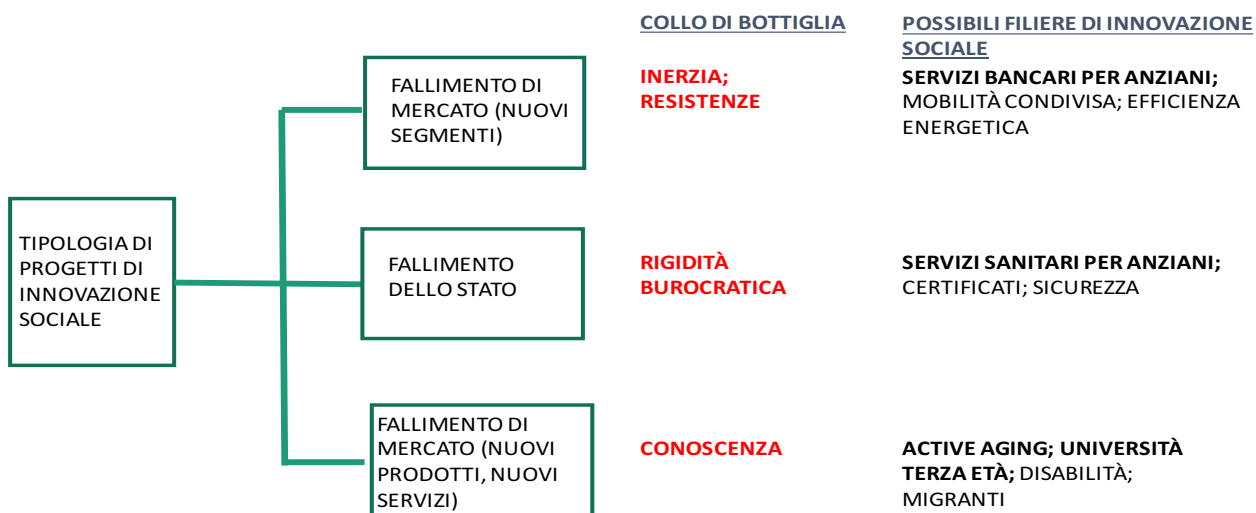 COLLO DI BOTTIGLIA
POSSIBILI FILIERE DI INNOVAZIONE
SOCIALE
TIPOLOGIA DI
PROGETTI DI
INNOVAZIONE
SOCIALE
FALLIMENTO DI
MERCATO (NUOVI
SEGMENTI)
INERZIA;
RESISTENZE
SERVIZI BANCARI PER ANZIANI;
MOBILITÀ CONDIVISA; EFFICIENZA
ENERGETICA
FALLIMENTO
DELLO STATO
RIGIDITÀ
BUROCRATICA
SERVIZI SANITARI PER ANZIANI;
CERTIFICATI; SICUREZZA
FALLIMENTO DI
MERCATO (NUOVI
PRODOTTI, NUOVI
SERVIZI)
CONOSCENZA
ACTIVE AGING; UNIVERSITÀ
TERZA ETÀ; DISABILITÀ;
MIGRANTI